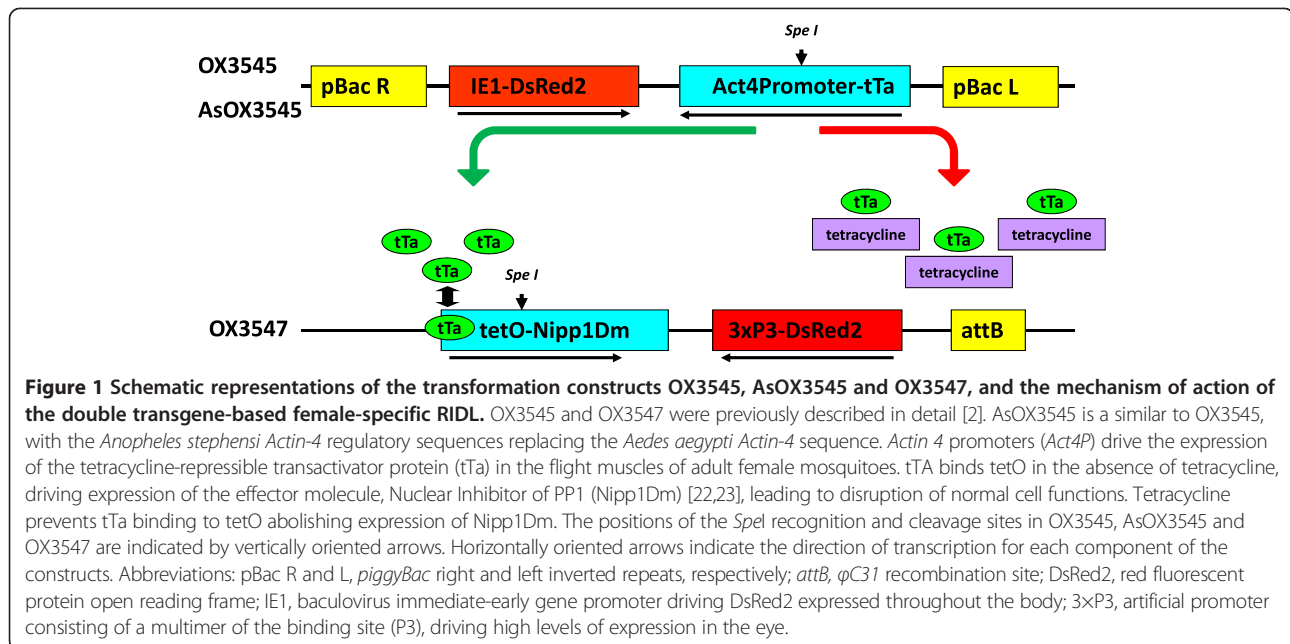 Spe I
OX3545
pBac R IE1-DsRed2 Act4Promoter-tTa pBac L
AsOX3545
tTa tTa
tTa tetracycline tTa tetracycline
tTa tTa
tTa tetracycline
Spe I
OX3547 tTa tetO-Nipp1Dm 3xP3-DsRed2 attB
Figure 1 Schematic representations of the transformation constructs OX3545, AsOX3545 and OX3547, and the mechanism of action of
the double transgene-based female-specific RIDL. OX3545 and OX3547 were previously described in detail [2]. AsOX3545 is a similar to OX3545,
with the Anopheles stephensi Actin-4 regulatory sequences replacing the Aedes aegypti Actin-4 sequence. Actin 4 promoters (Act4P) drive the expression
of the tetracycline-repressible transactivator protein (tTa) in the flight muscles of adult female mosquitoes. tTA binds tetO in the absence of tetracycline,
driving expression of the effector molecule, Nuclear Inhibitor of PP1 (Nipp1Dm) [22,23], leading to disruption of normal cell functions. Tetracycline
prevents tTa binding to tetO abolishing expression of Nipp1Dm. The positions of the SpeI recognition and cleavage sites in OX3545, AsOX3545 and
OX3547 are indicated by vertically oriented arrows. Horizontally oriented arrows indicate the direction of transcription for each component of the
constructs. Abbreviations: pBac R and L, piggyBac right and left inverted repeats, respectively; attB, φC31 recombination site; DsRed2, red fluorescent
protein open reading frame; IE1, baculovirus immediate-early gene promoter driving DsRed2 expressed throughout the body; 3×P3, artificial promoter
consisting of a multimer of the binding site (P3), driving high levels of expression in the eye.